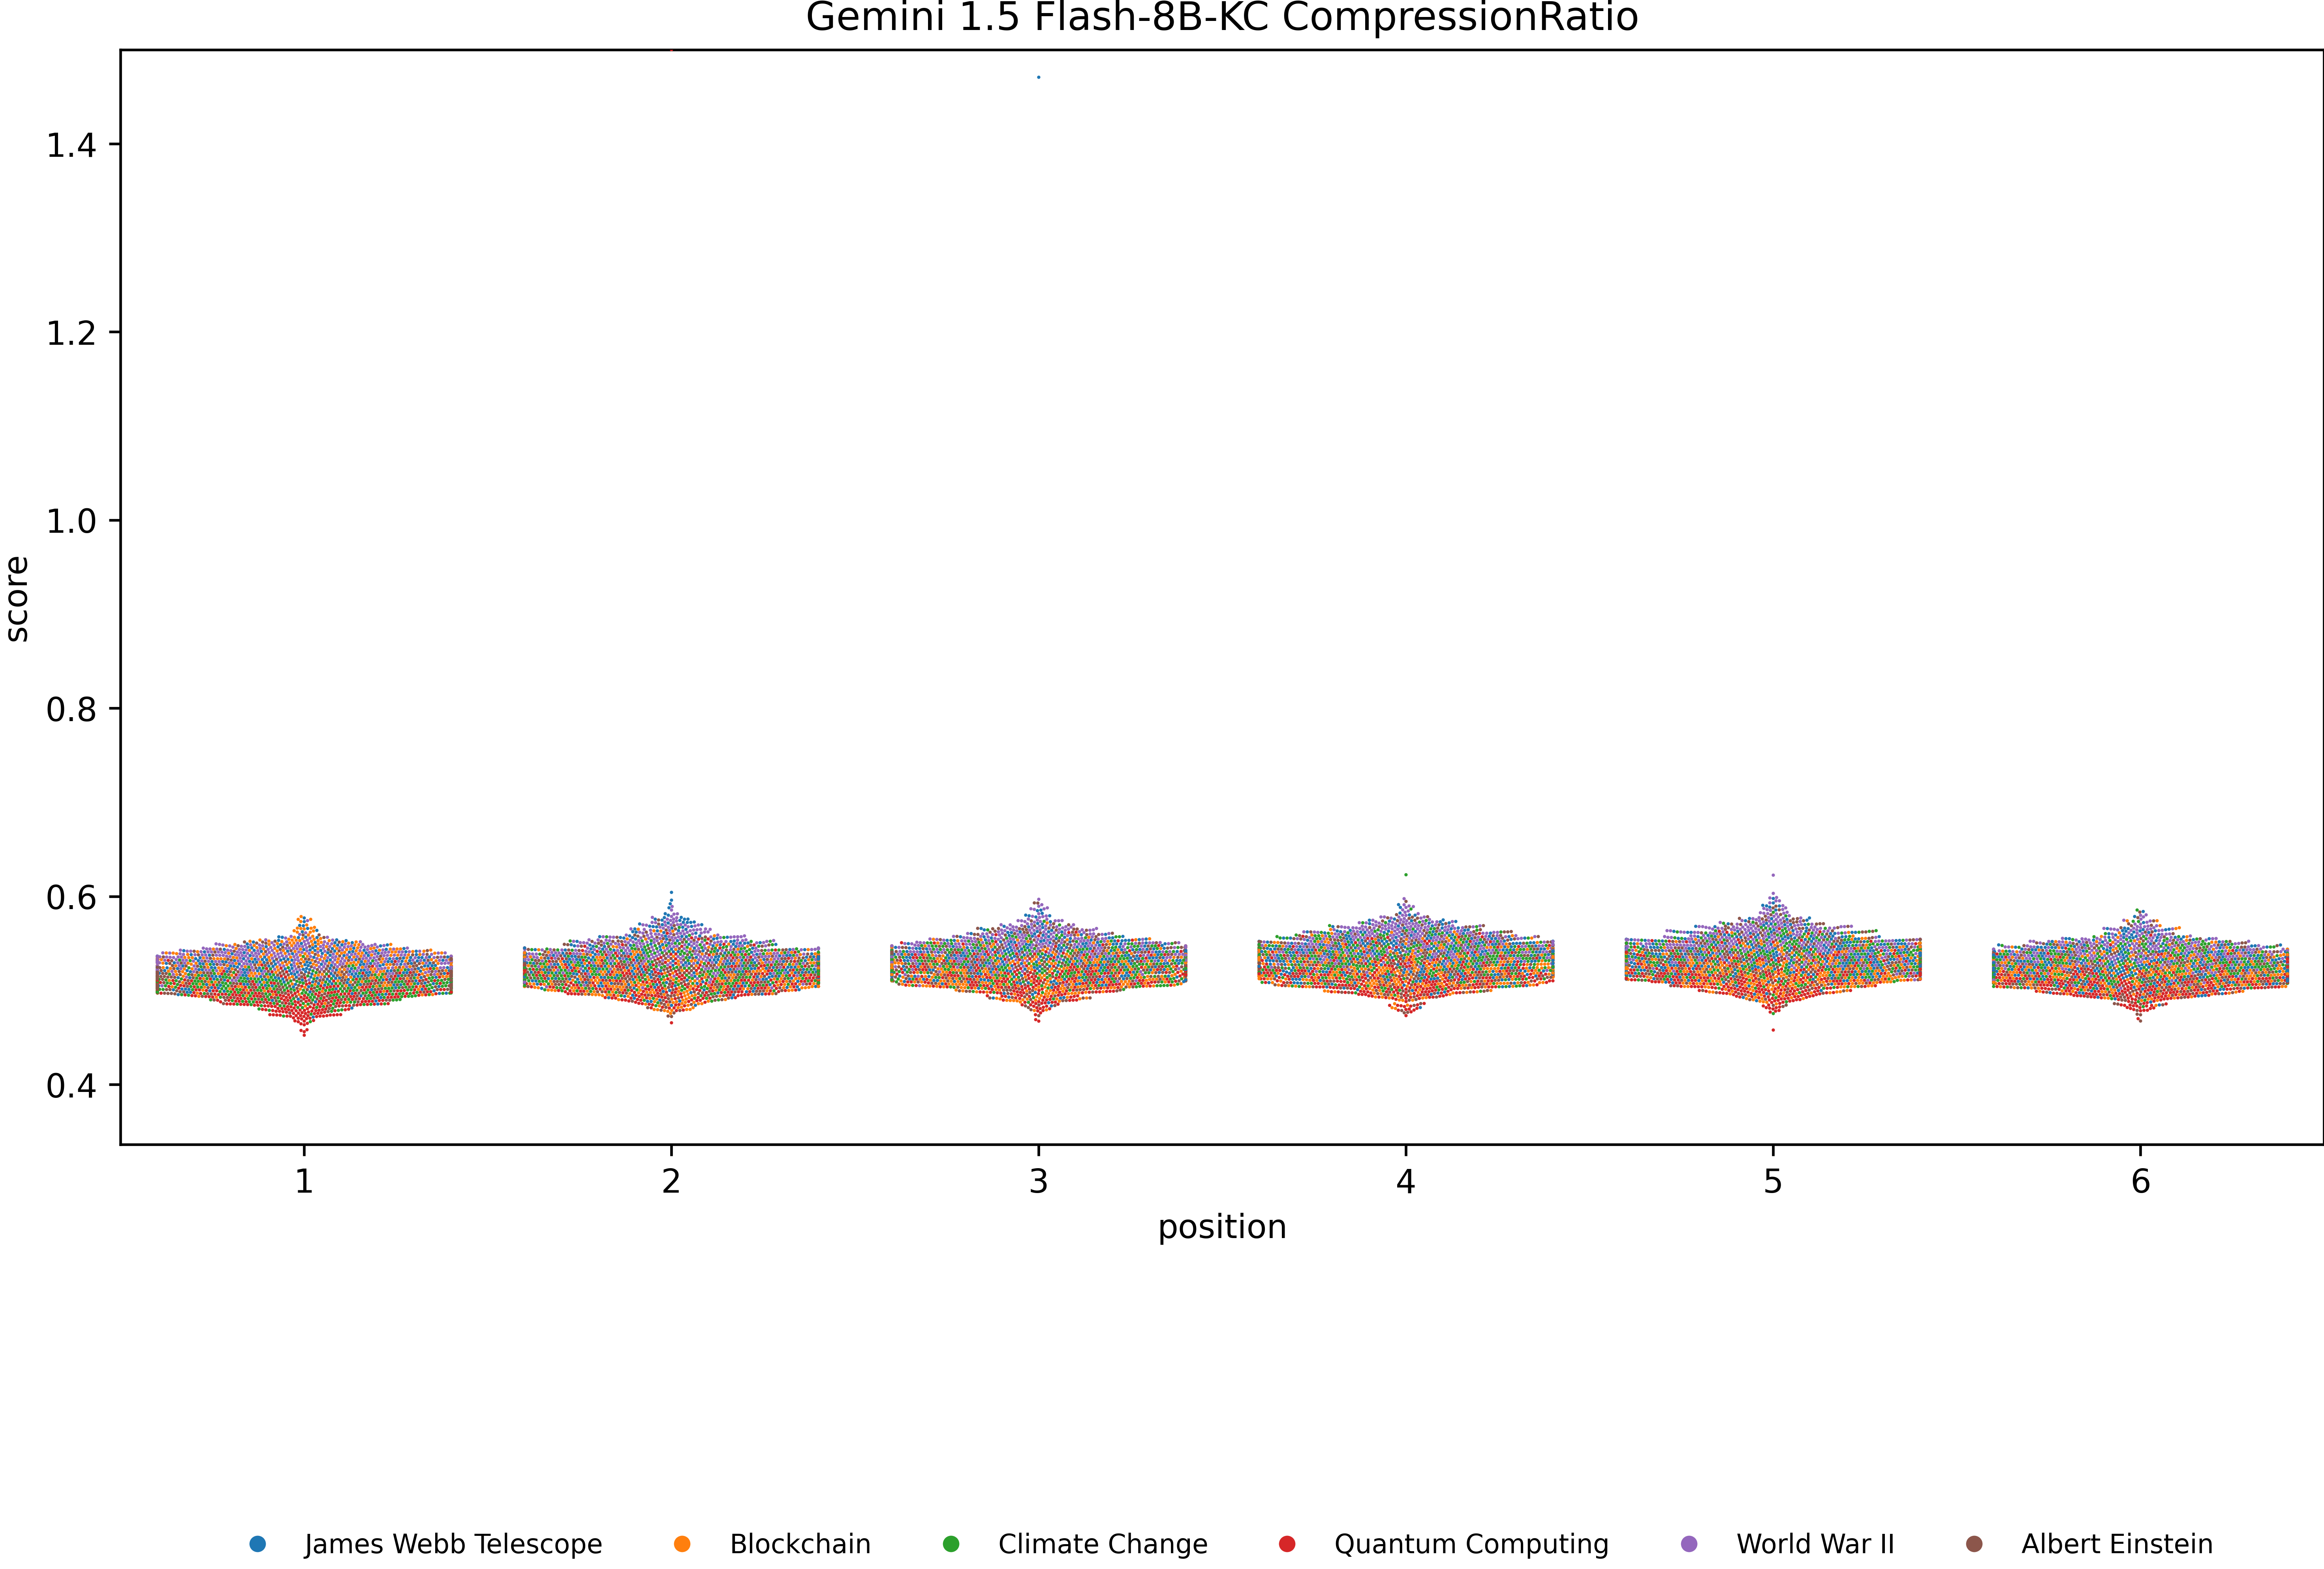 Gemini 1.5 Flash-8B-KC CompressionRatio
1.4
1.2
1.0
0.8
0.6
0.4
score
1 2 3 4 5 6
position
James Webb Telescope Blockchain Climate Change Quantum Computing World War II Albert Einstein